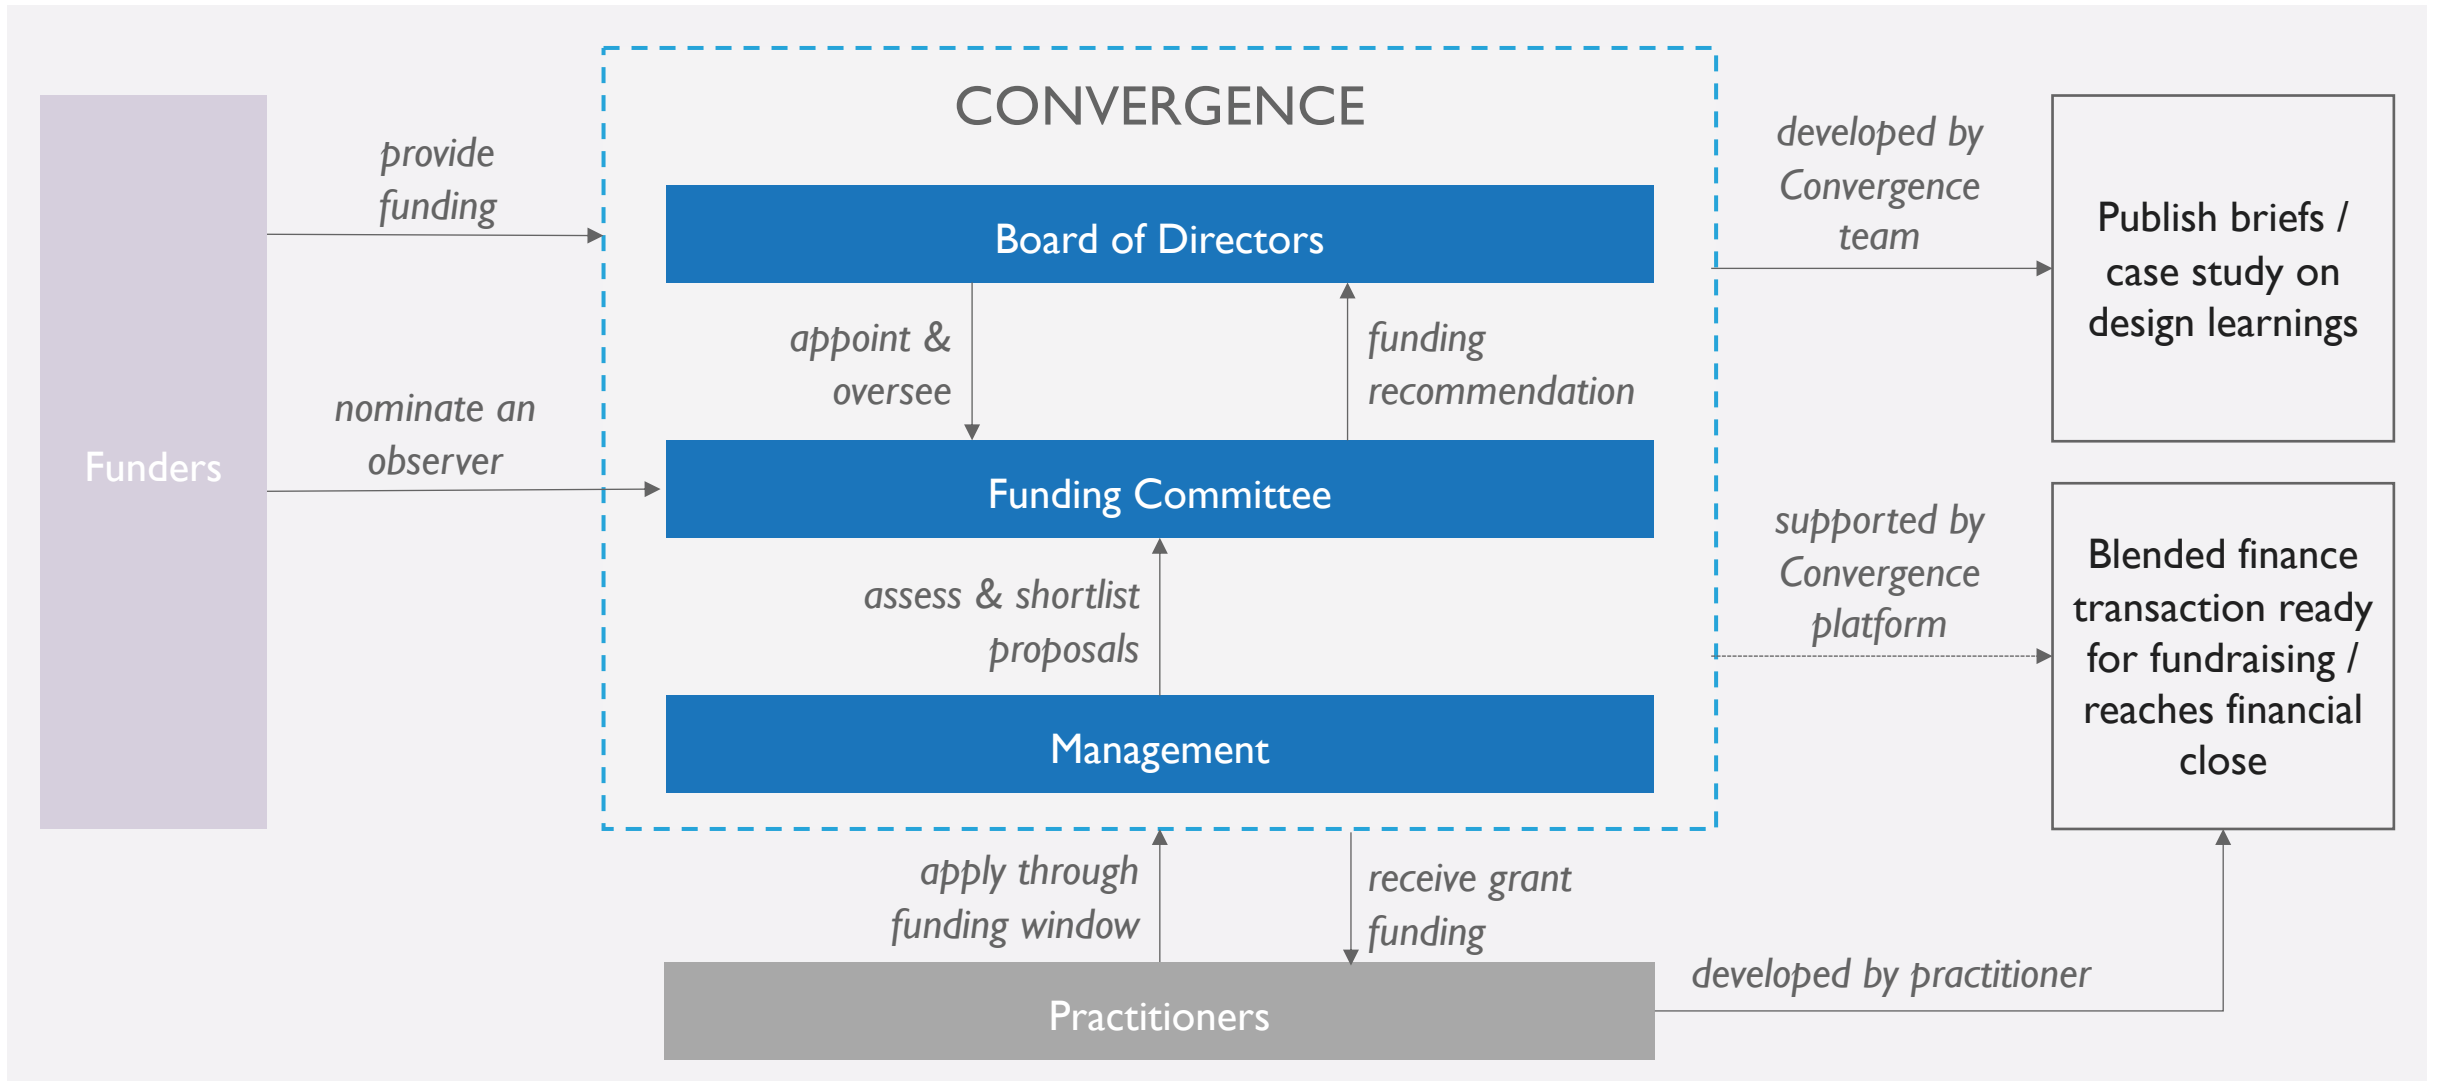 CONVERGENCE
Funders
provide
funding
nominate an
observer
Board of Directors
appoint &
oversee
funding
recommendation
Funding Committee
assess & shortlist
proposals
Management
apply through
funding window
receive grant
funding
Practitioners
developed by practitioner
developed by
Convergence
team
Publish briefs /
case study on
design learnings
supported by
Convergence
platform
Blended finance
transaction ready
for fundraising /
reaches financial
close